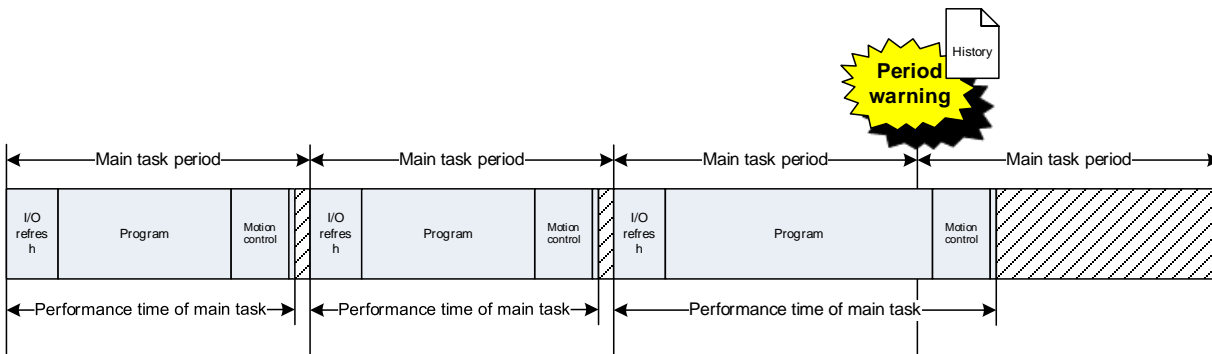 History
Period
warning
Main task period
Main task period
Main task period
Main task period
I/O
refres
h
Program
Motion
control
I/O
refres
h
Program
Motion
control
I/O
refres
h
Program
Motion
control
Performance time of main task
Performance time of main task
Performance time of main task